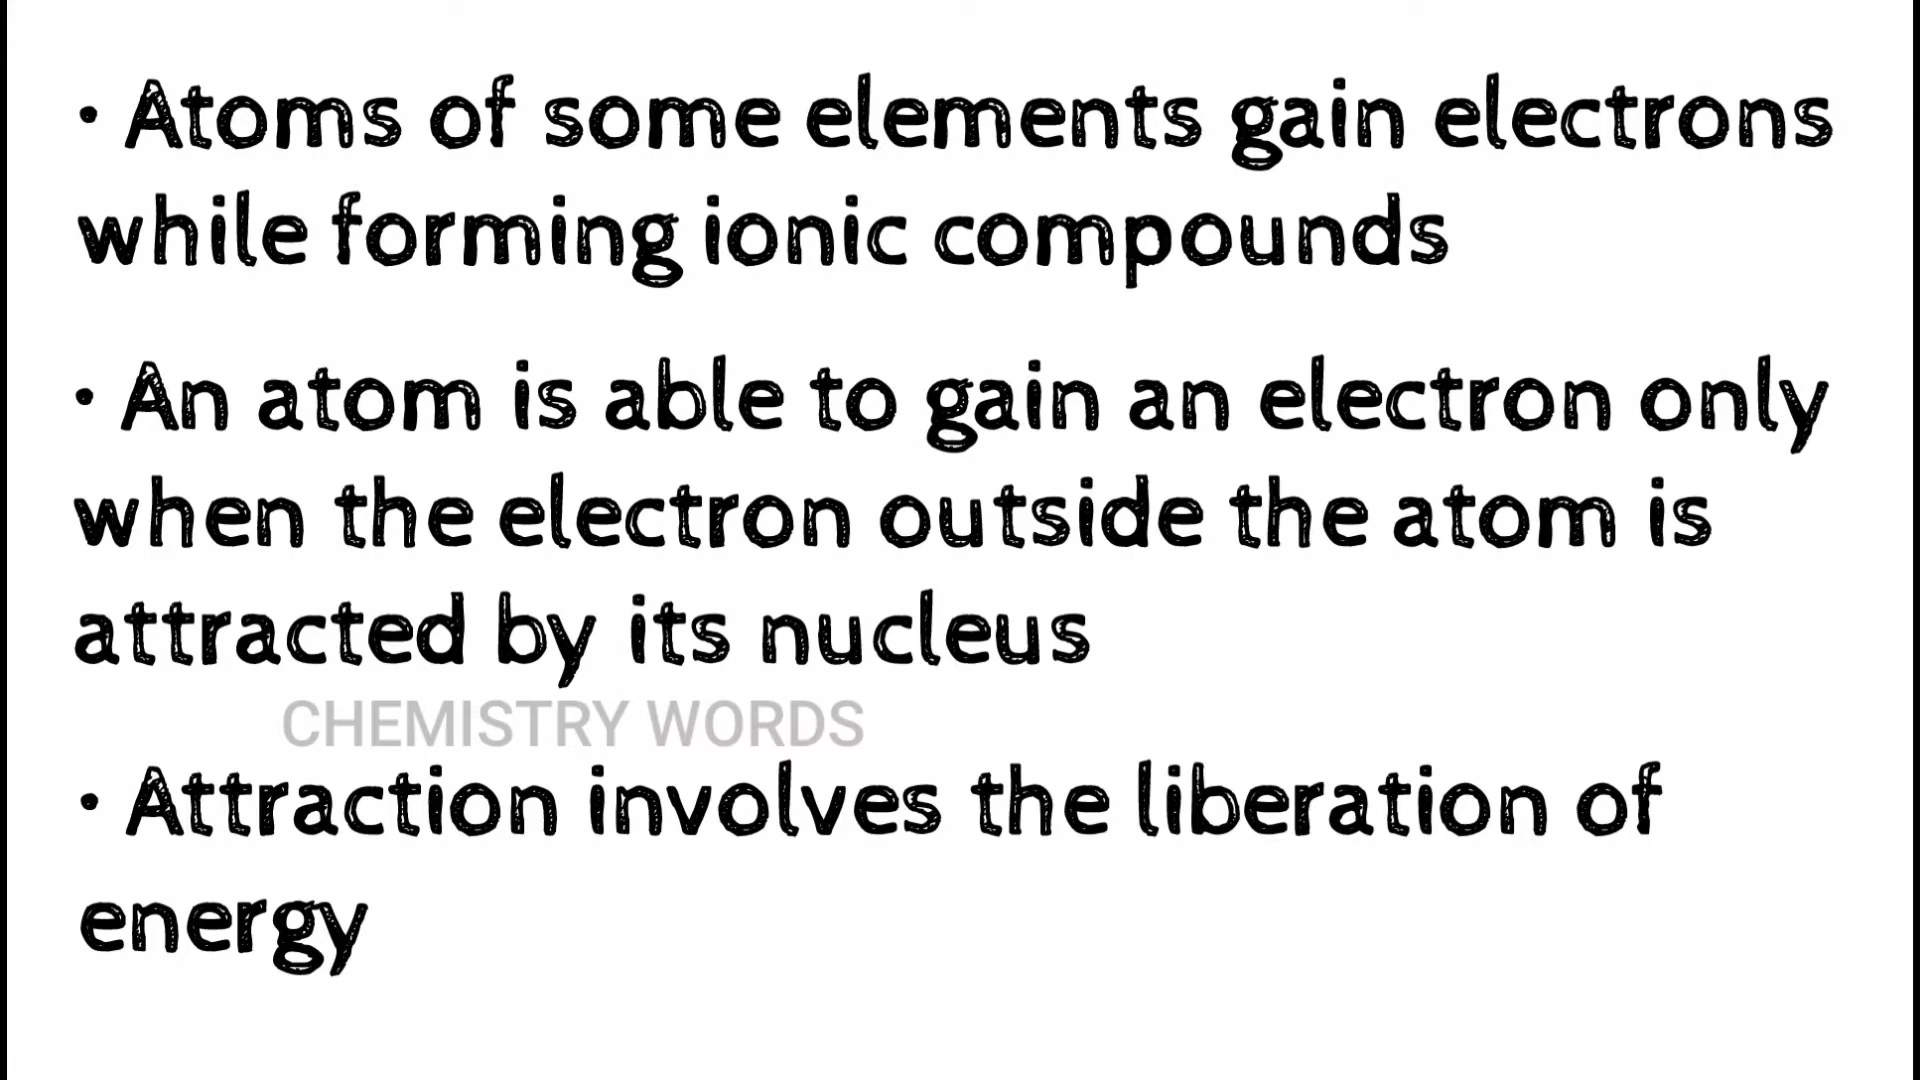 • Atoms of some elements gain electrons
while forming ionic compounds
• An atom is able to gain an electron only
when the electron outside the atom is
attracted by its nucleus
CHEMISTRY WORDS
• Attraction involves the liberation of
energy